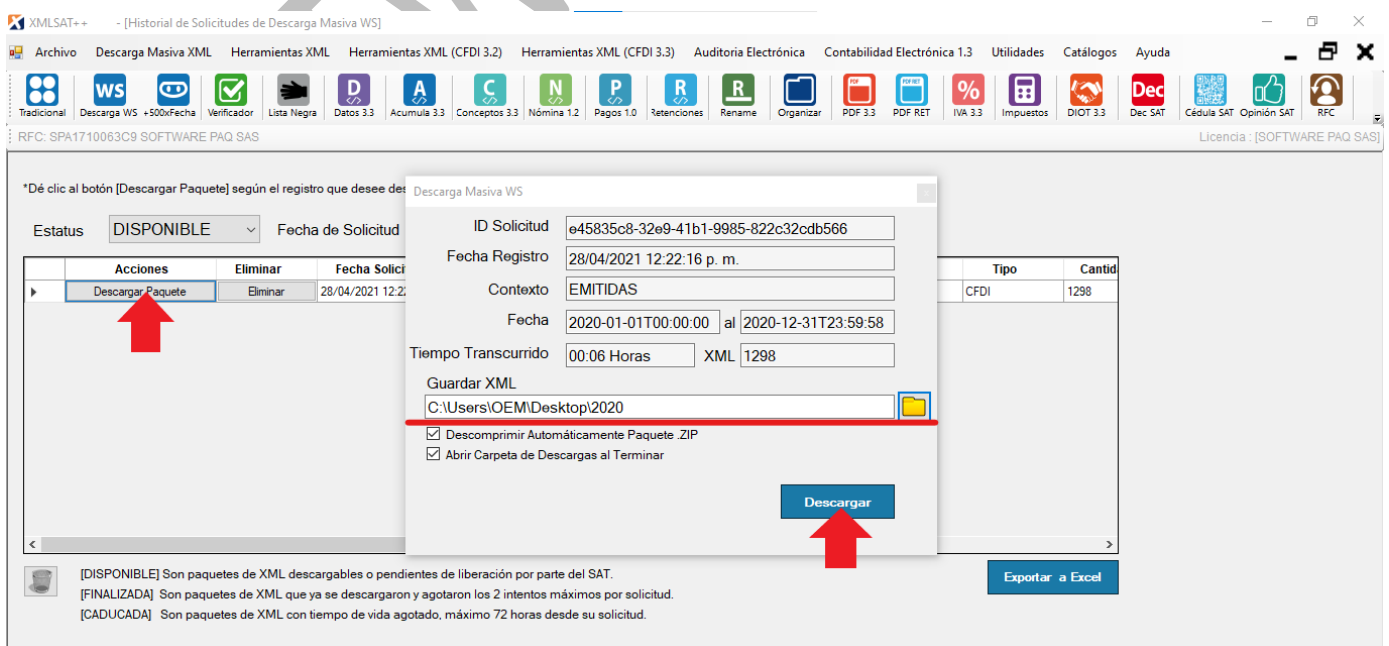 XMLSAT++ - [Historial de Solicitudes de Descarga Masiva WS]
Archivo Descarga Masiva XML Herramientas XML Herramientas XML (CFDI 3.2) Herramientas XML (CFDI 3.3) Auditoria Electrónica Contabilidad Electrónica 1.3 Utilidades Catálogos Ayuda
WS D A C N P R R PDF PDF RET % Dec
Tradicional Descarga WS +500xFecha Verificador Lista Negra Datos 3.3 Acumula 3.3 Conceptos 3.3 Nómina 1.2 Pagos 1.0 Retenciones Rename Organizar PDF 3.3 PDF RET IVA 3.3 Impuestos DIOT 3.3 Dec SAT Cédula SAT Opinión SAT RFC
RFC: SPA1710063C9 SOFTWARE PAQ SAS Licencia : [SOFTWARE PAQ SAS]
*Dé clic al botón [Descargar Paquete] según el registro que desee des
Estatus DISPONIBLE Fecha de Solicitud
Acciones Eliminar Fecha Solici Tipo Cantid
Descargar Paquete Eliminar 28/04/2021 12:22 CFDI 1298
Descarga Masiva WS
ID Solicitud e45835c8-32e9-41b1-9985-822c32cdb566
Fecha Registro 28/04/2021 12:22:16 p. m.
Contexto EMITIDAS
Fecha 2020-01-01T00:00:00 al 2020-12-31T23:59:58
Tiempo Transcurrido 00:06 Horas XML 1298
Guardar XML
C:\Users\OEM\Desktop\2020
Descomprimir Automáticamente Paquete .ZIP
Abrir Carpeta de Descargas al Terminar
Descargar
[DISPONIBLE] Son paquetes de XML descargables o pendientes de liberación por parte del SAT.
[FINALIZADA] Son paquetes de XML que ya se descargaron y agotaron los 2 intentos máximos por solicitud.
[CADUCADA] Son paquetes de XML con tiempo de vida agotado, máximo 72 horas desde su solicitud.
Exportar a Excel